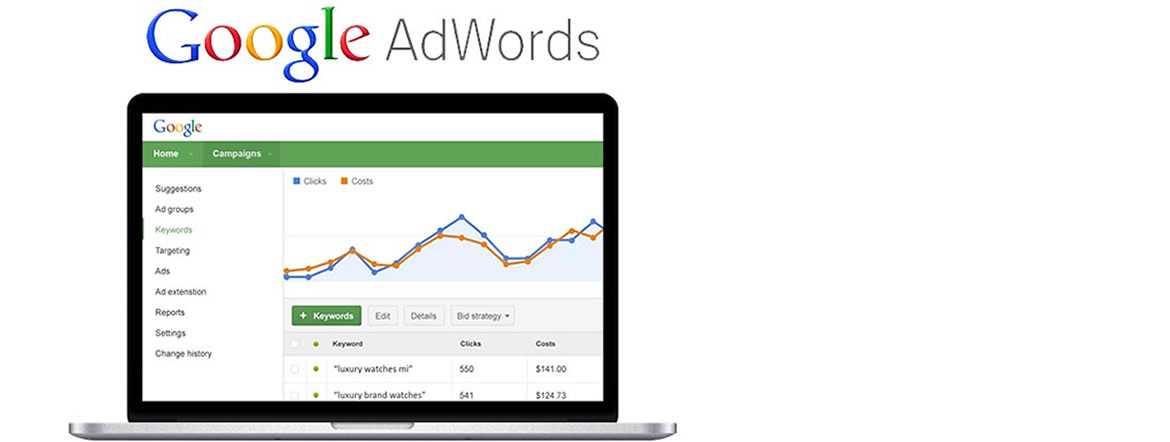 Google AdWords
Google
Home Campaigns
Clicks Costs
Suggestions
Ad groups
Keywords
Targeting
Ads
Ad extenstion
Reports
Settings
Change history
+ Keywords Edit Details Bid strategy
Keyword Clicks Costs
"luxury watches mi" 550 $141.00
"luxury brand watches" 541 $124.73